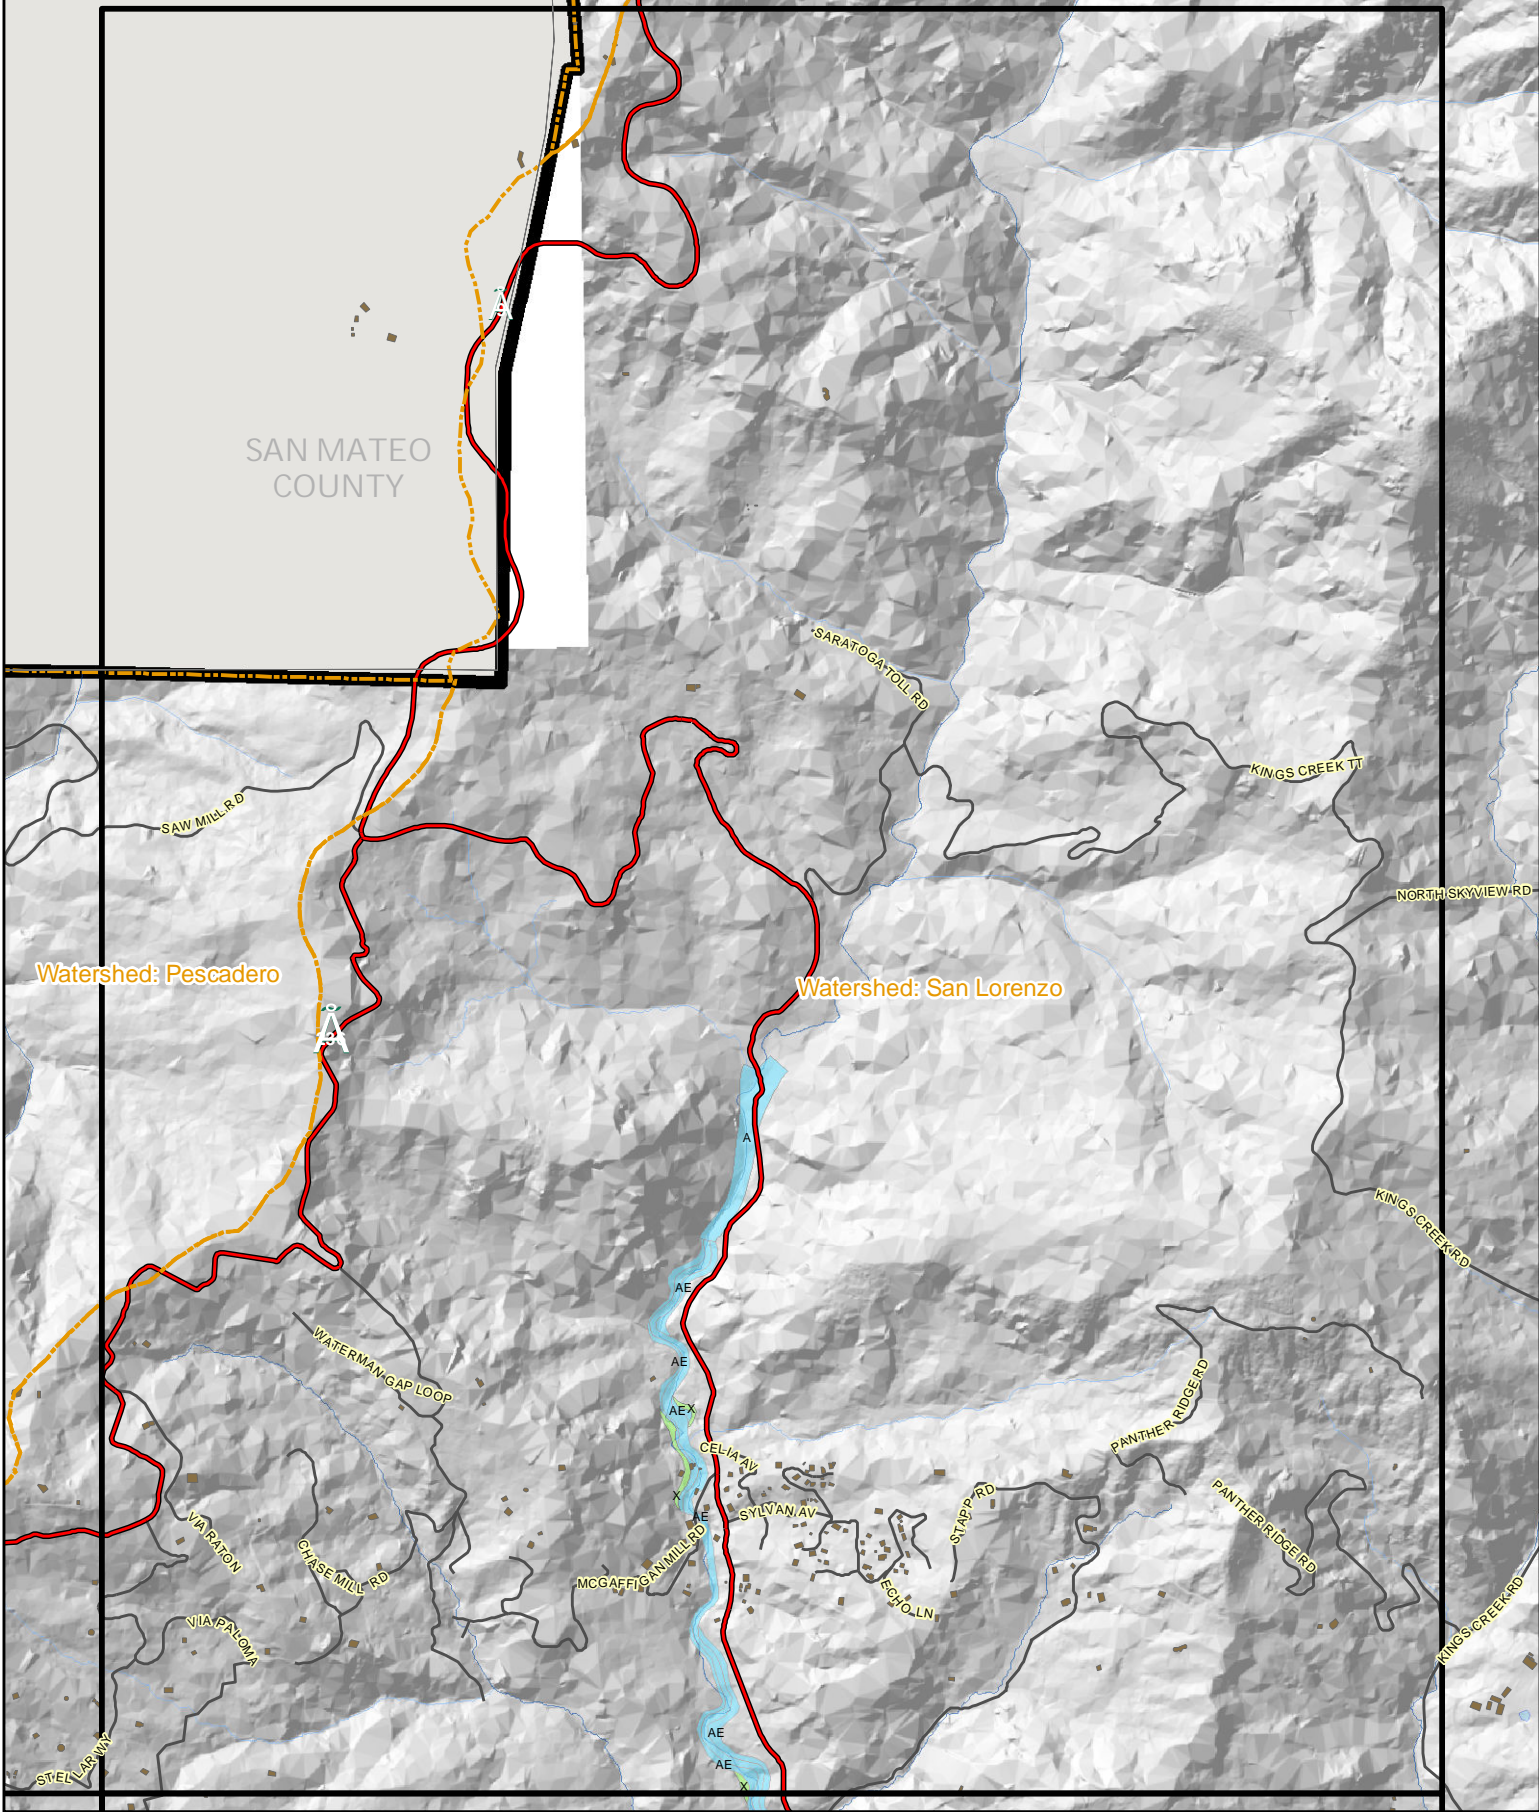 SAN MATEO
COUNTY
SARATOGA TOLL RD
KINGS CREEK TT
SAW MILL RD
NORTH SKYVIEW RD
Watershed: Pescadero
Watershed: San Lorenzo
A
KINGS CREEK RD
AE
WATERMAN GAP LOOP
AE
PANTHER RIDGE RD
AE
X
CELIA AV
X
AE
SYLVAN AV
STAPP RD
PANTHER RIDGE RD
VIA RATON
CHASE MILL RD
MCGAFFIGAN MILL RD
ECHO LN
VIA PALOMA
KINGS CREEK RD
AE
STELLAR WY
AE
X